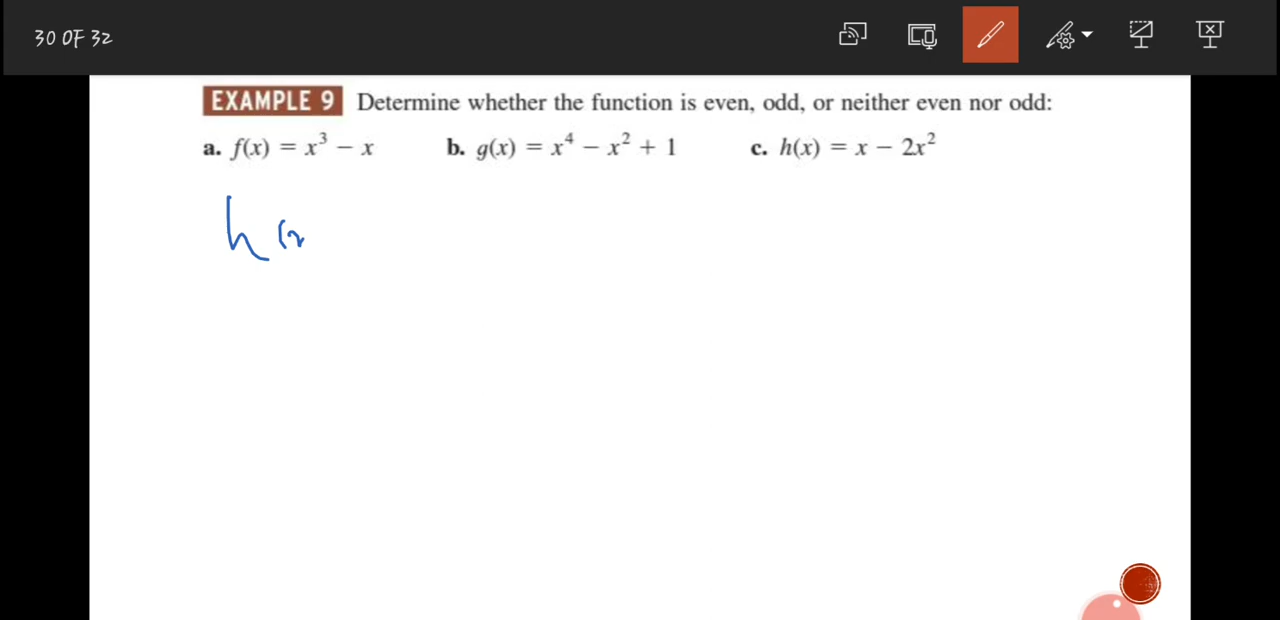 30 OF 32
EXAMPLE 9 Determine whether the function is even, odd, or neither even nor odd:
a. f(x) = x³ − x b. g(x) = x⁴ − x² + 1 c. h(x) = x − 2x²
h (x